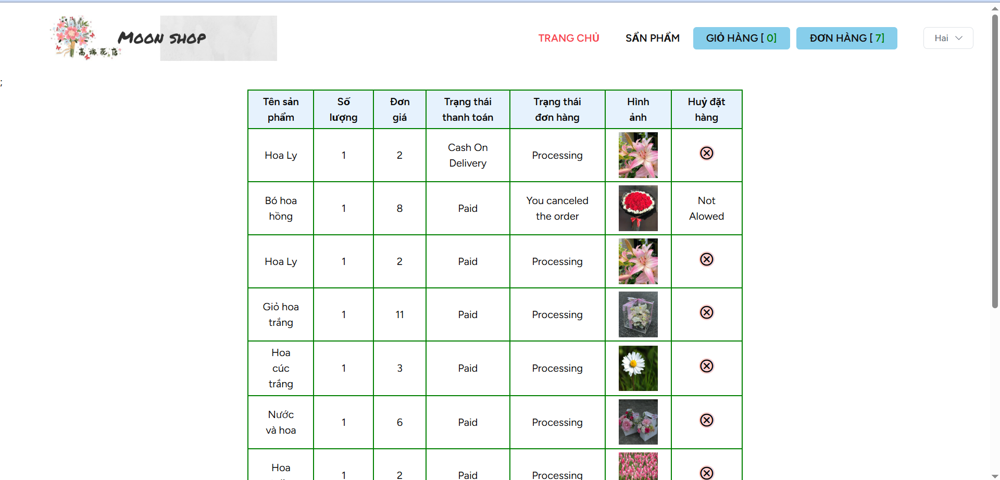 高端花店
Moon shop
TRANG CHỦ
SẨN PHẨM
GIỎ HÀNG [ 0]
ĐƠN HÀNG [ 7]
Hai
;
Tên sản
phẩm
Số
lượng
Đơn
giá
Trạng thái
thanh toán
Trạng thái
đơn hàng
Hình
ảnh
Huỷ đặt
hàng
Hoa Ly
1
2
Cash On
Delivery
Processing
Bó hoa
hồng
1
8
Paid
You canceled
the order
Not
Alowed
Hoa Ly
1
2
Paid
Processing
Giỏ hoa
trắng
1
11
Paid
Processing
Hoa
cúc
trắng
1
3
Paid
Processing
Nước
và hoa
1
6
Paid
Processing
Hoa
1
2
Paid
Processing